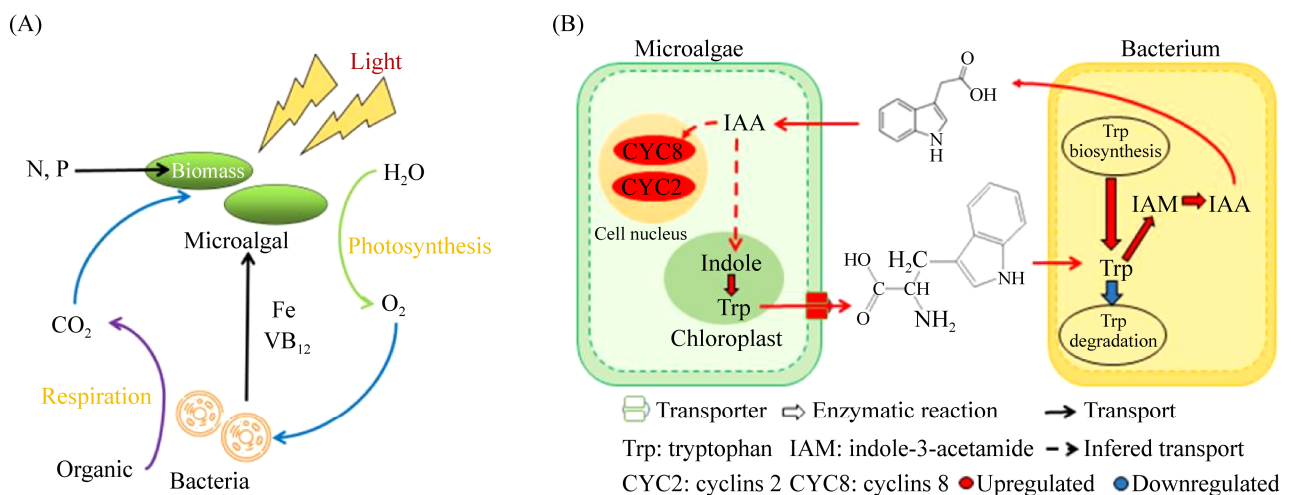 (A)
Light
N, P
Biomass
H₂O
Microalgal
Photosynthesis
Fe
VB₁₂
O₂
CO₂
Respiration
Organic
Bacteria
(B)
Microalgae
Bacterium
O
OH
N
H
IAA
CYC8
CYC2
Cell nucleus
Indole
Trp
Chloroplast
HO
H₂C
C
CH
NH
O
NH₂
Trp
biosynthesis
IAM
IAA
Trp
Trp
degradation
Transporter
Enzymatic reaction
Transport
Trp: tryptophan IAM: indole-3-acetamide
Infered transport
CYC2: cyclins 2 CYC8: cyclins 8
Upregulated
Downregulated